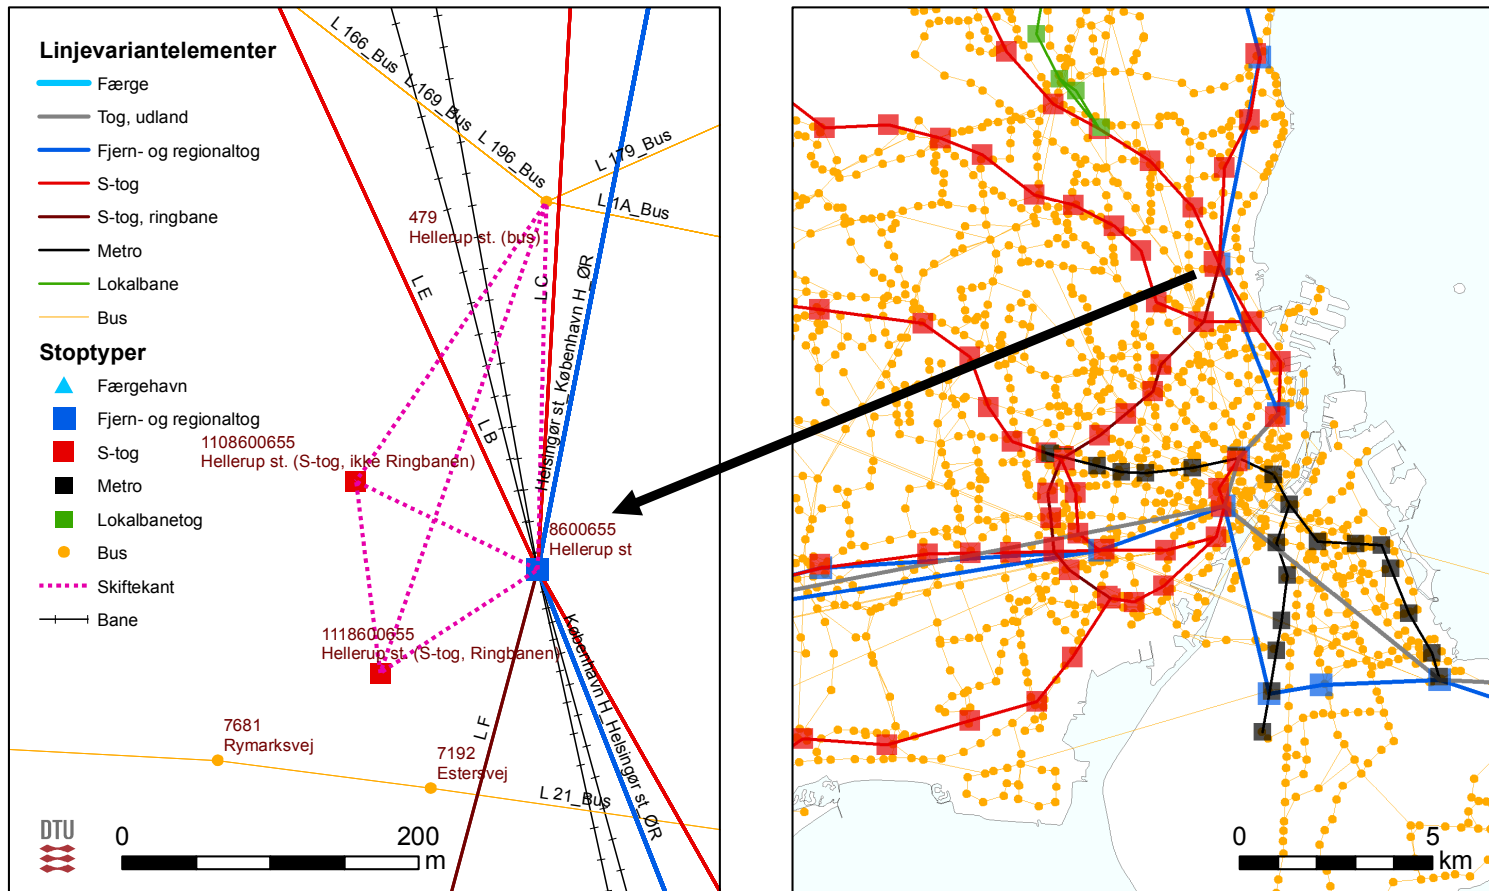 Linjevariantelementer
Færge
Tog, udland
Fjern- og regionaltog
S-tog
S-tog, ringbane
Metro
Lokalbane
Bus
Stoptyper
Færgehavn
Fjern- og regionaltog
S-tog
Metro
Lokalbanetog
Bus
Skiftekant
Bane
L 166_Bus
L 169_Bus
L 196_Bus
L 179_Bus
L 1A_Bus
479
Hellerup st. (bus)
L E
L C
L B
Helsingør st_København H_ØR
1108600655
Hellerup st. (S-tog, ikke Ringbanen)
8600655
Hellerup st
1118600655
Hellerup st. (S-tog, Ringbanen)
København H_Helsingør st_ØR
L F
7681
Rymarksvej
7192
Estersvej
L 21_Bus
DTU
0 200
m
0 5
km